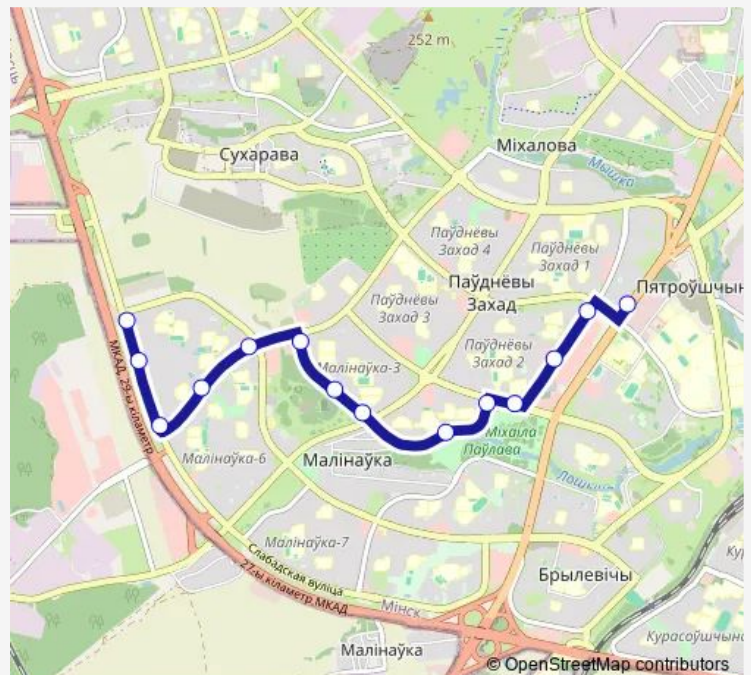 252 m
Сухарава
Міхалова
Мышка
Паўднёвы
Захад 4
Паўднёвы
Захад 1
Паўднёвы
Захад
Пятроўшчын
Паўднёвы
Захад 3
Паўднёвы
Захад 2
Малінаўка-3
МКАД, 29-ы кіламетр
Міхаіла
Паўлава
Малінаўка-6
Малінаўка
Лошкі
Малінаўка-7
Слабадская вуліца
27-ы кіламетр МКАД
Мінск
Брылевічы
Малінаўка
Курасоўшчына
© OpenStreetMap contributors